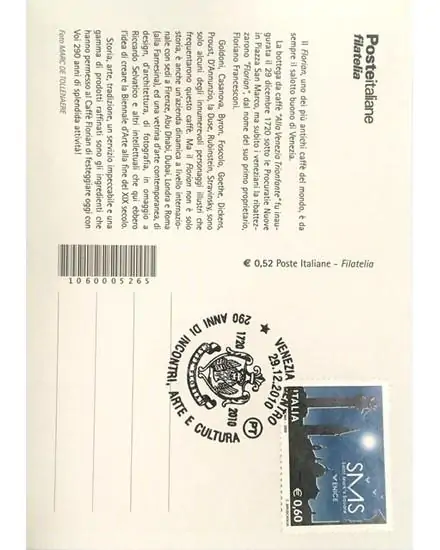 Posteitaliane
filatelia
Il Florian, uno dei più antichi caffè del mondo, è da
sempre il salotto buono di Venezia.
La bottega da caffè "Alla Venezia Trionfante" fu inau-
gurata il 29 dicembre 1720 sotto le Procuratie Nuove
in Piazza San Marco, ma subito i veneziani la ribattez-
zarono "Florian", dal nome del suo primo proprietario,
Floriano Francesconi.
Goldoni, Casanova, Byron, Foscolo, Goethe, Dickens,
Proust, D'Annunzio, la Duse, Rubinstein, Stravinsky, sono
solo alcuni degli innumerevoli personaggi illustri che
frequentarono questo caffè. Ma il Florian non è solo
storia, è anche un'azienda dinamica a livello internazio-
nale con sedi a Firenze, Abu Dhabi, Dubai, Londra e Roma
(alla Farnesina), ed una vetrina d'arte contemporanea, di
design, d'architettura, di fotografia, in omaggio a
Riccardo Selvatico e altri intellettuali che qui ebbero
l'idea di creare la Biennale d'Arte alla fine del XIX secolo.
Storia, arte, tradizione, un servizio impeccabile e una
gamma di prodotti raffinati sono gli ingredienti che
hanno permesso al Caffè Florian di festeggiare oggi con
Voi 290 anni di splendida attività!
Foto MARC DE TOLLENAERE
€ 0,52 Poste Italiane - Filatelia
1060005265
VENEZIA CENTRO
29.12.2010
1720 2010
290 ANNI DI INCONTRI, ARTE E CULTURA
PT
ITALIA
€ 0,60
SMS
VENICE